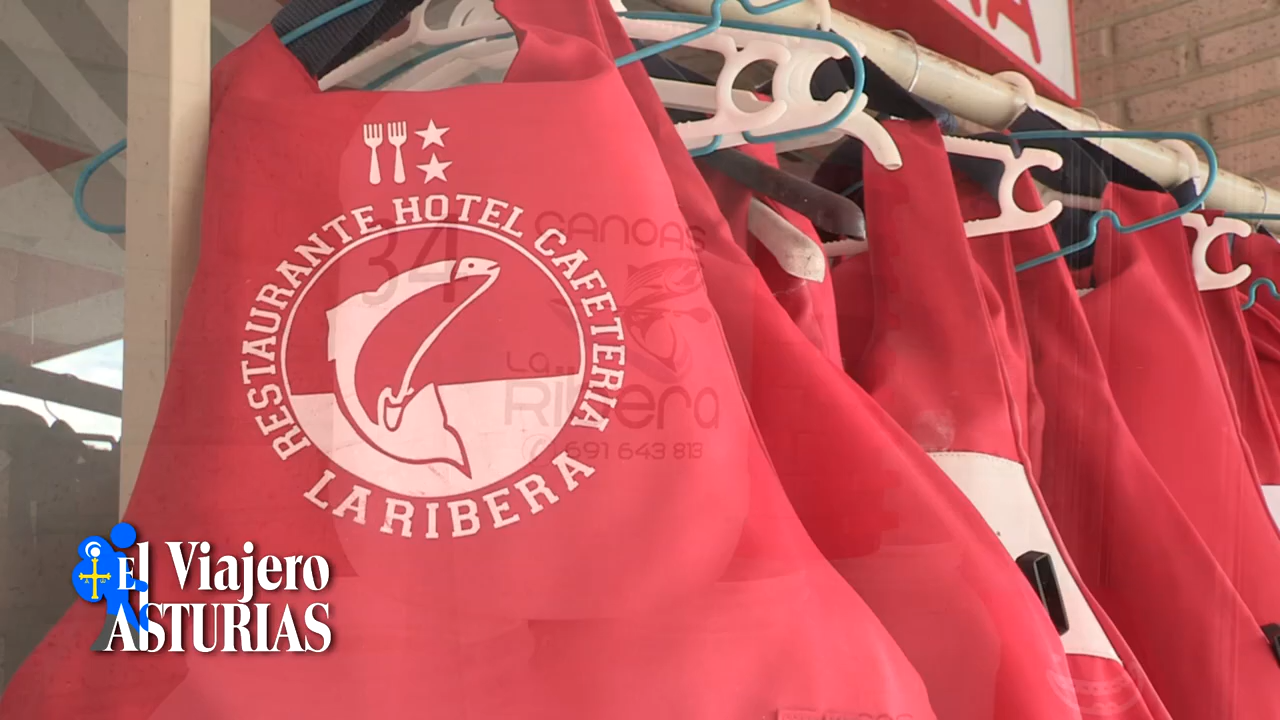 RESTAURANTE HOTEL CAFETERIA
LA RIBERA
34
CANOAS
La
Ribera
691 643 813
El Viajero
ASTURIAS